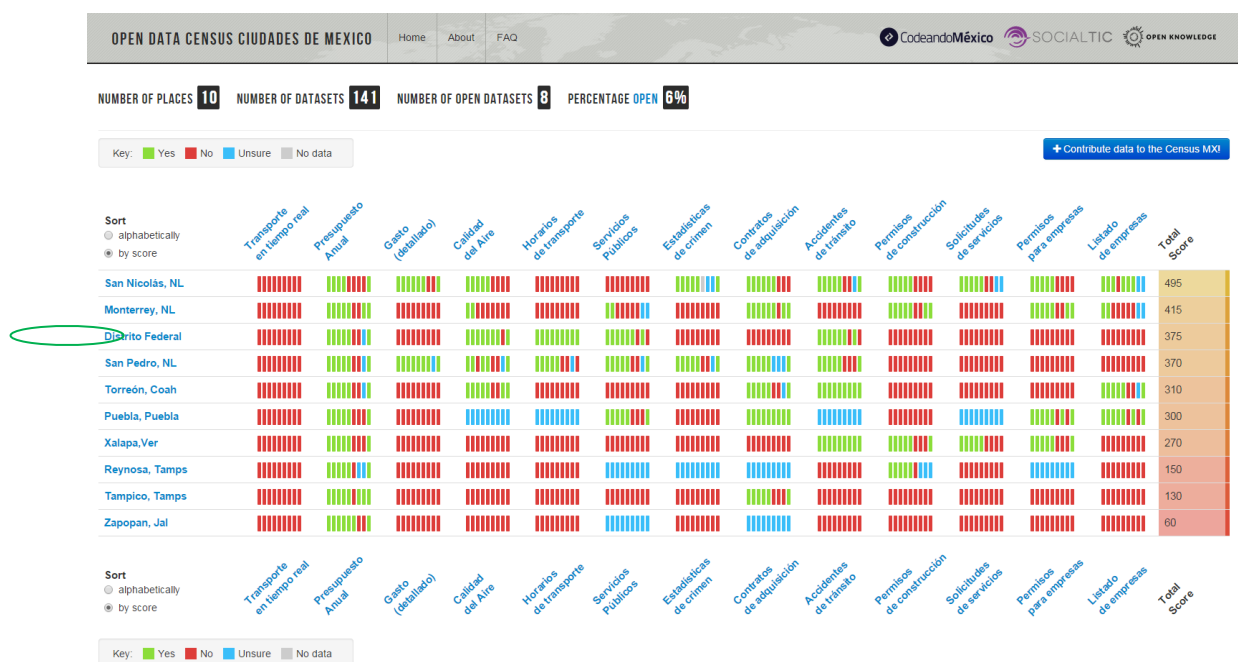 OPEN DATA CENSUS CIUDADES DE MEXICO Home About FAQ CodeandoMéxico SOCIALTIC OPEN KNOWLEDGE
NUMBER OF PLACES 10 NUMBER OF DATASETS 141 NUMBER OF OPEN DATASETS 8 PERCENTAGE OPEN 6%
Key: Yes No Unsure No data
+ Contribute data to the Census MX!
Sort
alphabetically
by score
Transporte
en tiempo real
Presupuesto
Anual
Gasto
(detallado)
Calidad
del Aire
Horarios
de transporte
Servicios
Públicos
Estadísticas
de crimen
Contratos
de adquisición
Accidentes
de tránsito
Permisos
de construcción
Solicitudes
de servicios
Permisos
para empresas
Listado
de empresas
Total
Score
San Nicolás, NL 495
Monterrey, NL 415
Distrito Federal 375
San Pedro, NL 370
Torreón, Coah 310
Puebla, Puebla 300
Xalapa,Ver 270
Reynosa, Tamps 150
Tampico, Tamps 130
Zapopan, Jal 60
Sort
alphabetically
by score
Transporte
en tiempo real
Presupuesto
Anual
Gasto
(detallado)
Calidad
del Aire
Horarios
de transporte
Servicios
Públicos
Estadísticas
de crimen
Contratos
de adquisición
Accidentes
de tránsito
Permisos
de construcción
Solicitudes
de servicios
Permisos
para empresas
Listado
de empresas
Total
Score
Key: Yes No Unsure No data